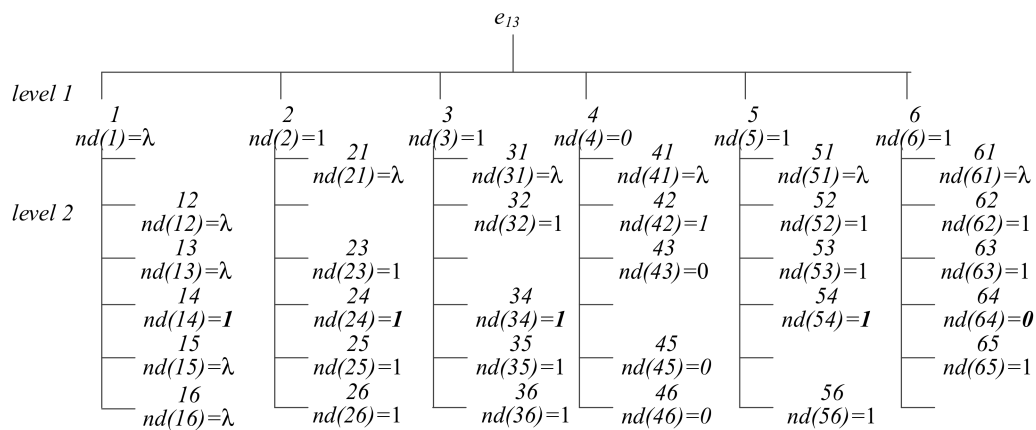 e13
level 1
1 2 3 4 5 6
nd(1)=λ nd(2)=1 nd(3)=1 nd(4)=0 nd(5)=1 nd(6)=1
21 31 41 51 61
nd(21)=λ nd(31)=λ nd(41)=λ nd(51)=λ nd(61)=λ
level 2
12 32 42 52 62
nd(12)=λ nd(32)=1 nd(42)=1 nd(52)=1 nd(62)=1
13 23 43 53 63
nd(13)=λ nd(23)=1 nd(43)=0 nd(53)=1 nd(63)=1
14 24 34 54 64
nd(14)=1 nd(24)=1 nd(34)=1 nd(54)=1 nd(64)=0
15 25 35 45 65
nd(15)=λ nd(25)=1 nd(35)=1 nd(45)=0 nd(65)=1
16 26 36 46 56
nd(16)=λ nd(26)=1 nd(36)=1 nd(46)=0 nd(56)=1